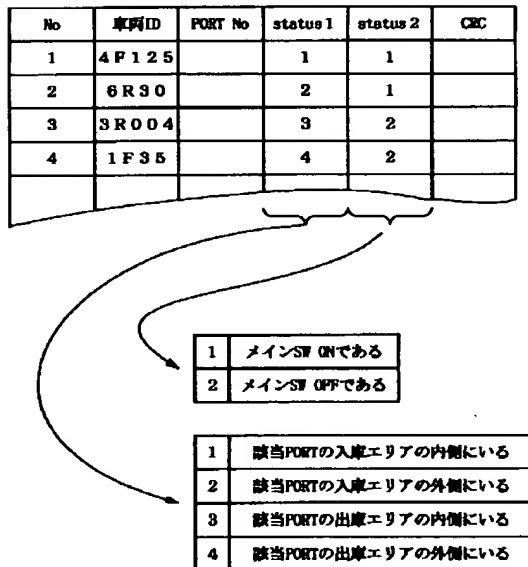 No 車両ID PORT No status1 status2 CRC
1 4F125 1 1
2 6R30 2 1
3 3R004 3 2
4 1F35 4 2
1 メインSW ONである
2 メインSW OFFである
1 該当PORTの入庫エリアの内側にいる
2 該当PORTの入庫エリアの外側にいる
3 該当PORTの出庫エリアの内側にいる
4 該当PORTの出庫エリアの外側にいる